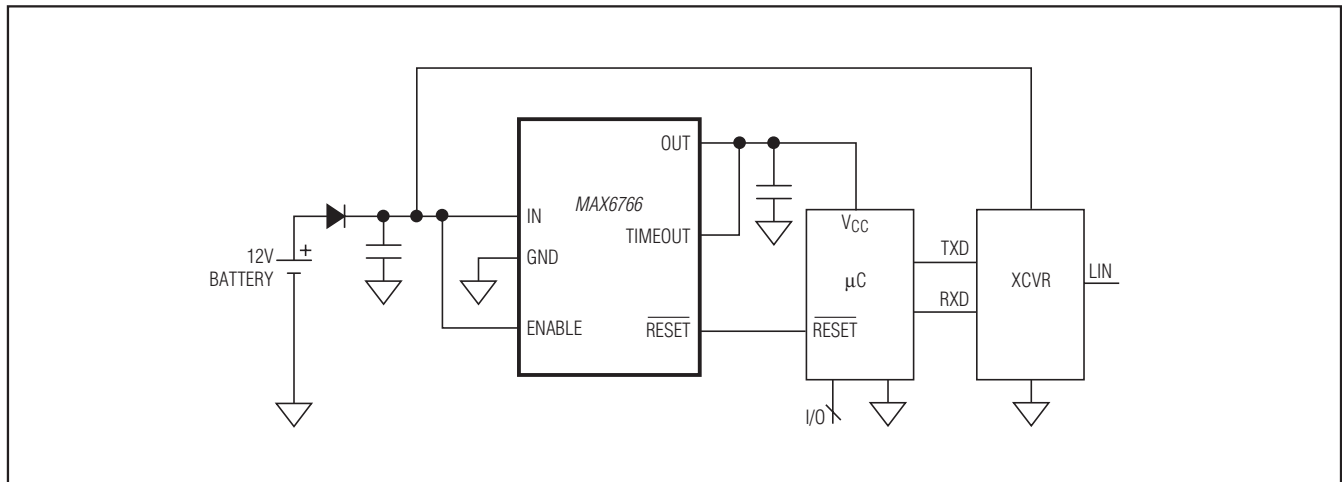 12V
BATTERY
+
IN
GND
ENABLE
MAX6766
OUT
TIMEOUT
RESET
VCC
μC
RESET
I/O
TXD
RXD
XCVR
LIN